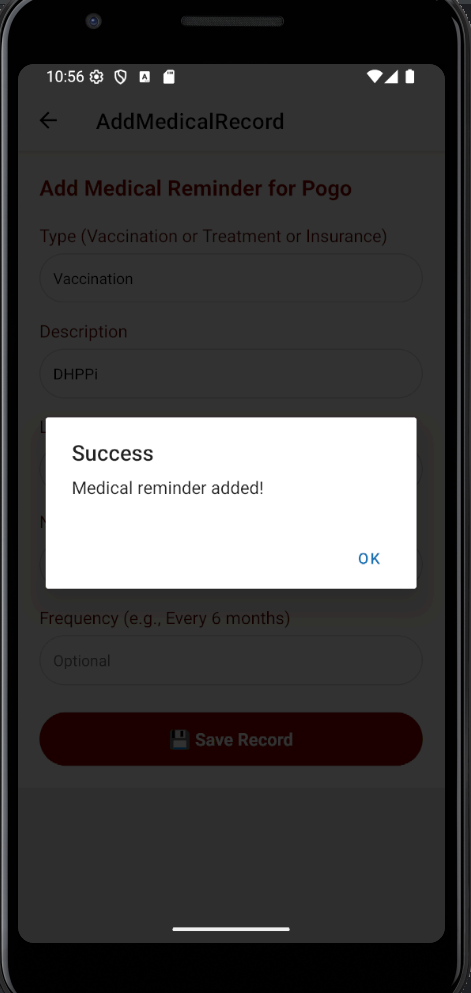 10:56
AddMedicalRecord
Add Medical Reminder for Pogo
Type (Vaccination or Treatment or Insurance)
Vaccination
Description
DHPPi
Success
Medical reminder added!
OK
Frequency (e.g., Every 6 months)
Optional
💾 Save Record